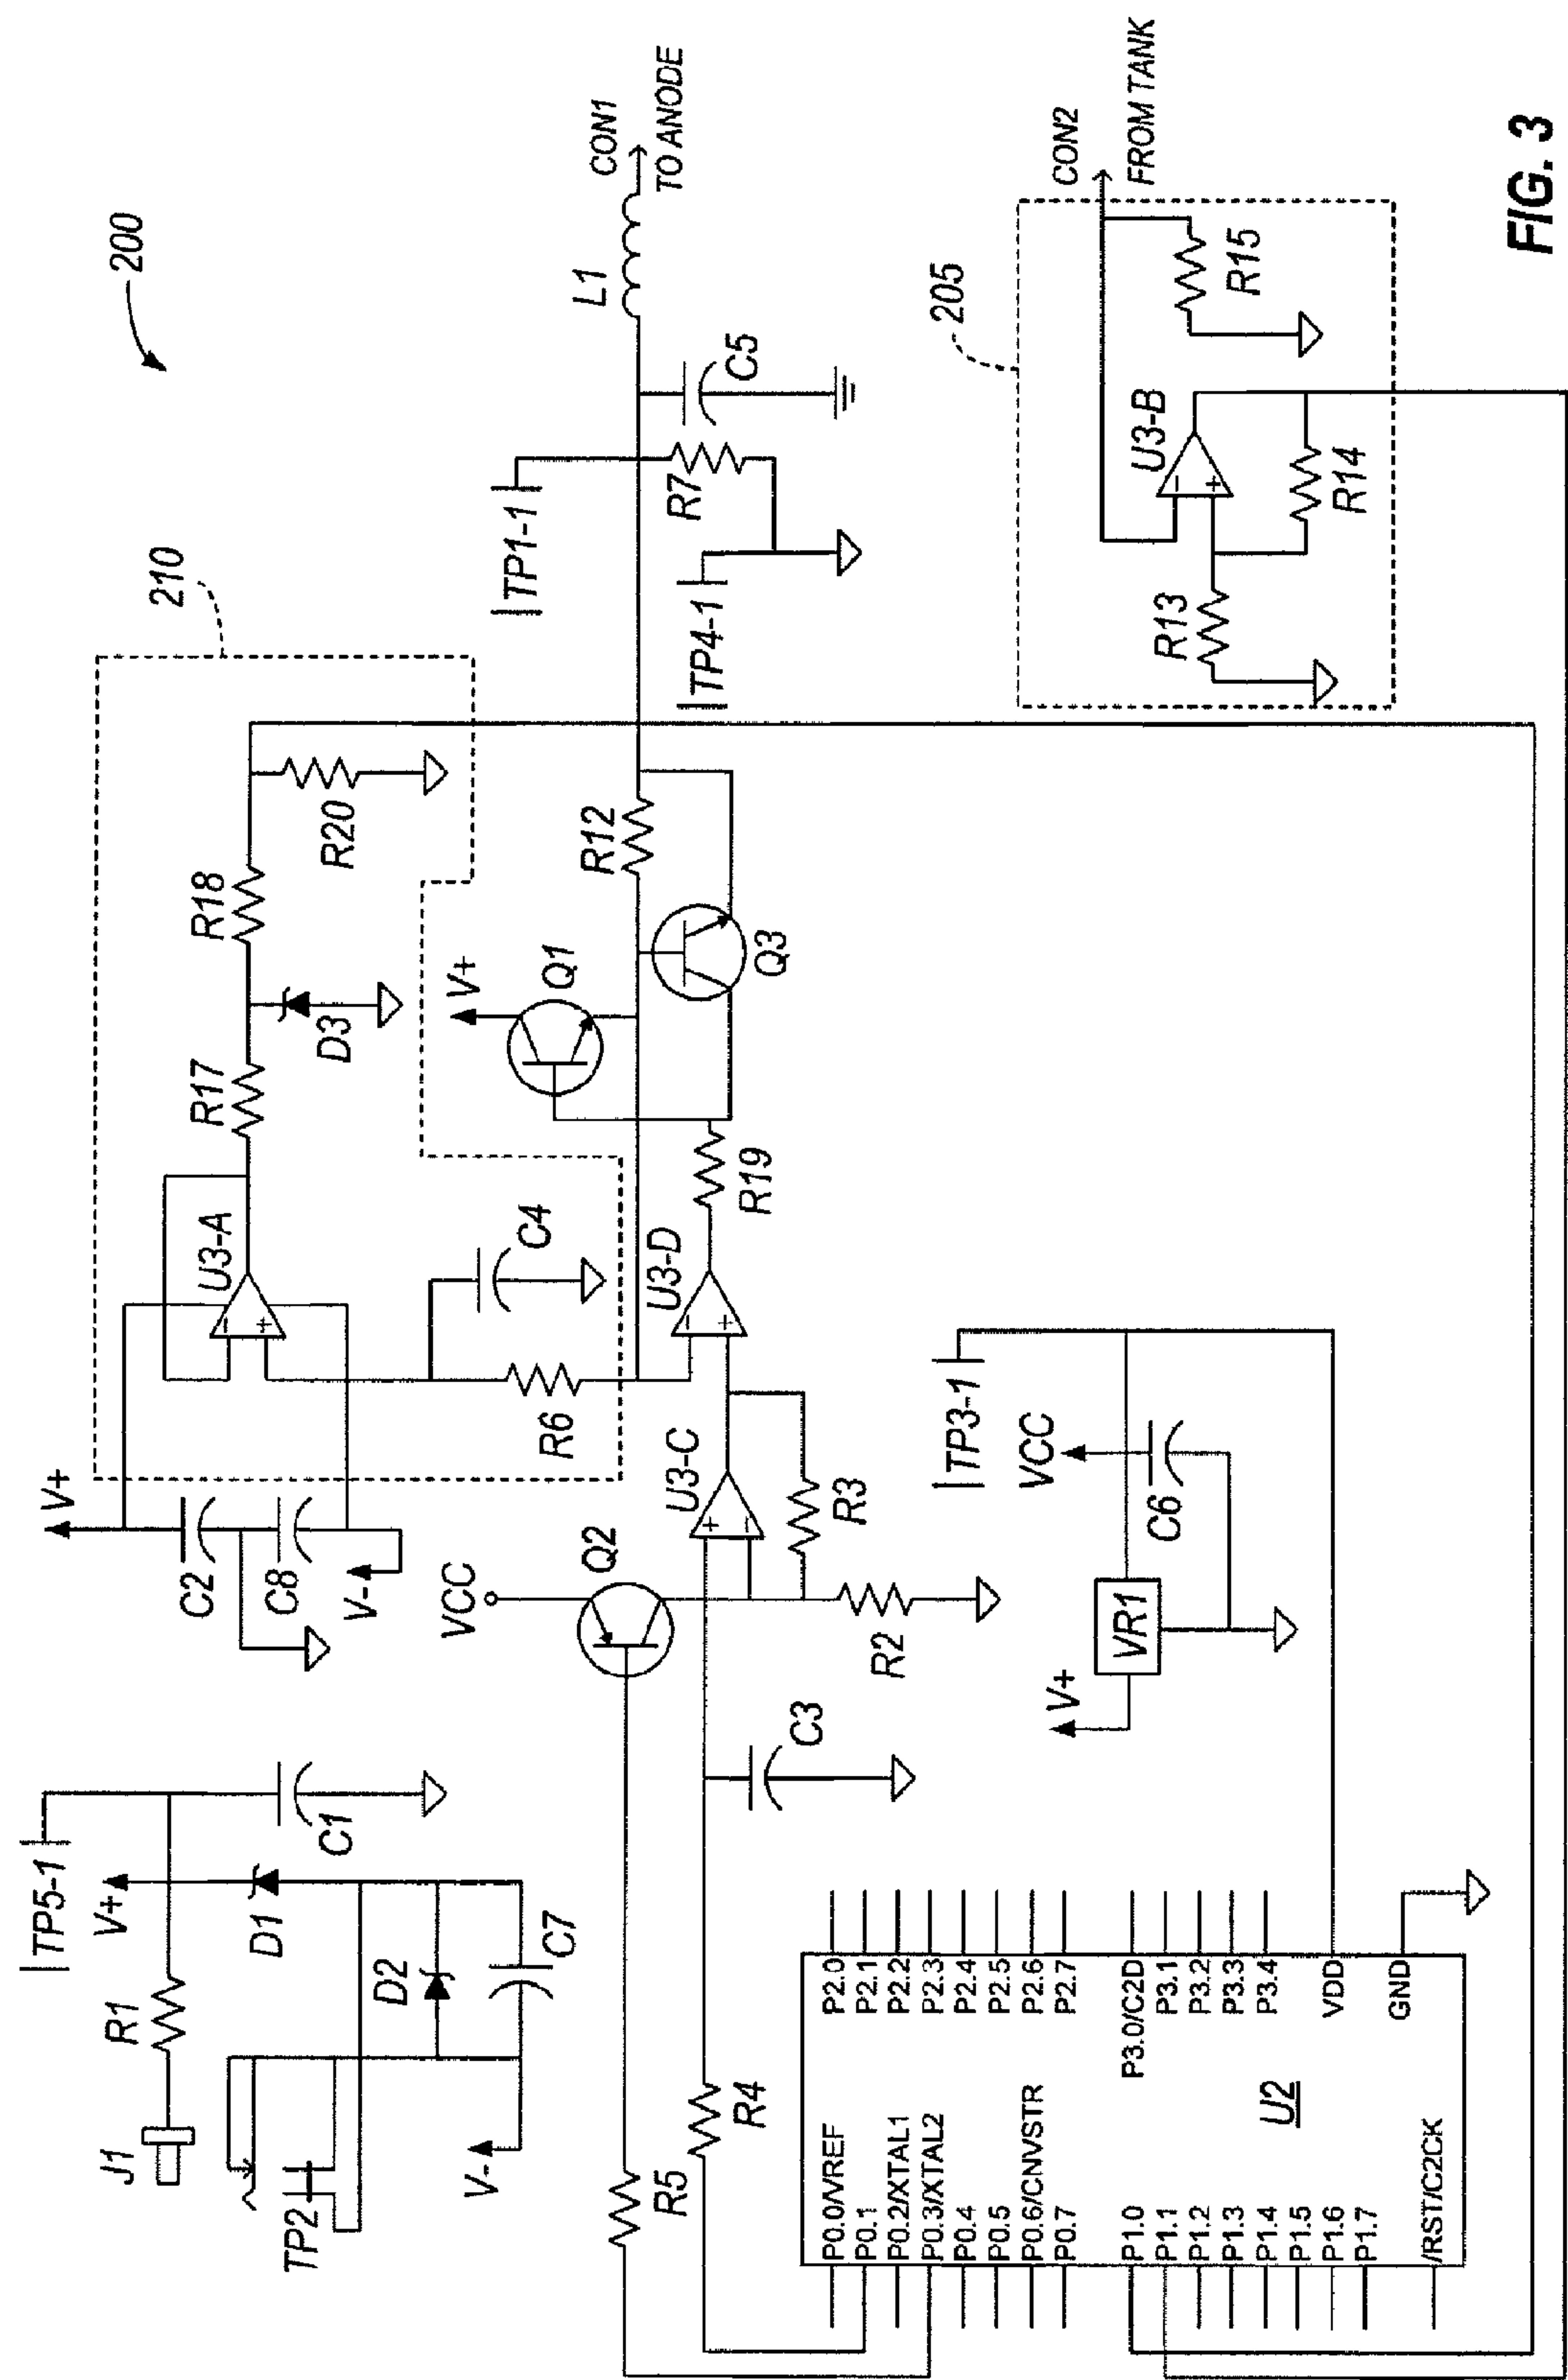 200
210
TP5-1
V+
J1
R1
D1
C1
TP2
D2
C7
V-
V+
C2
C8
V-
U3-A
R17
R18
D3
R20
C4
R6
V+
Q1
R12
Q3
TP1-1
R7
C5
TP4-1
L1
CON1
TO ANODE
VCC
Q2
R5
R4
C3
U3-C
R3
R2
U3-D
R19
TP3-1
VCC
V+
VR1
C6
205
U3-B
R13
R14
R15
CON2
FROM TANK
P0.0/VREF
P0.1
P0.2/XTAL1
P0.3/XTAL2
P0.4
P0.5
P0.6/CNVSTR
P0.7
P1.0
P1.1
P1.2
P1.3
P1.4
P1.5
P1.6
P1.7
/RST/C2CK
U2
P2.0
P2.1
P2.2
P2.3
P2.4
P2.5
P2.6
P2.7
P3.0/C2D
P3.1
P3.2
P3.3
P3.4
VDD
GND
FIG. 3